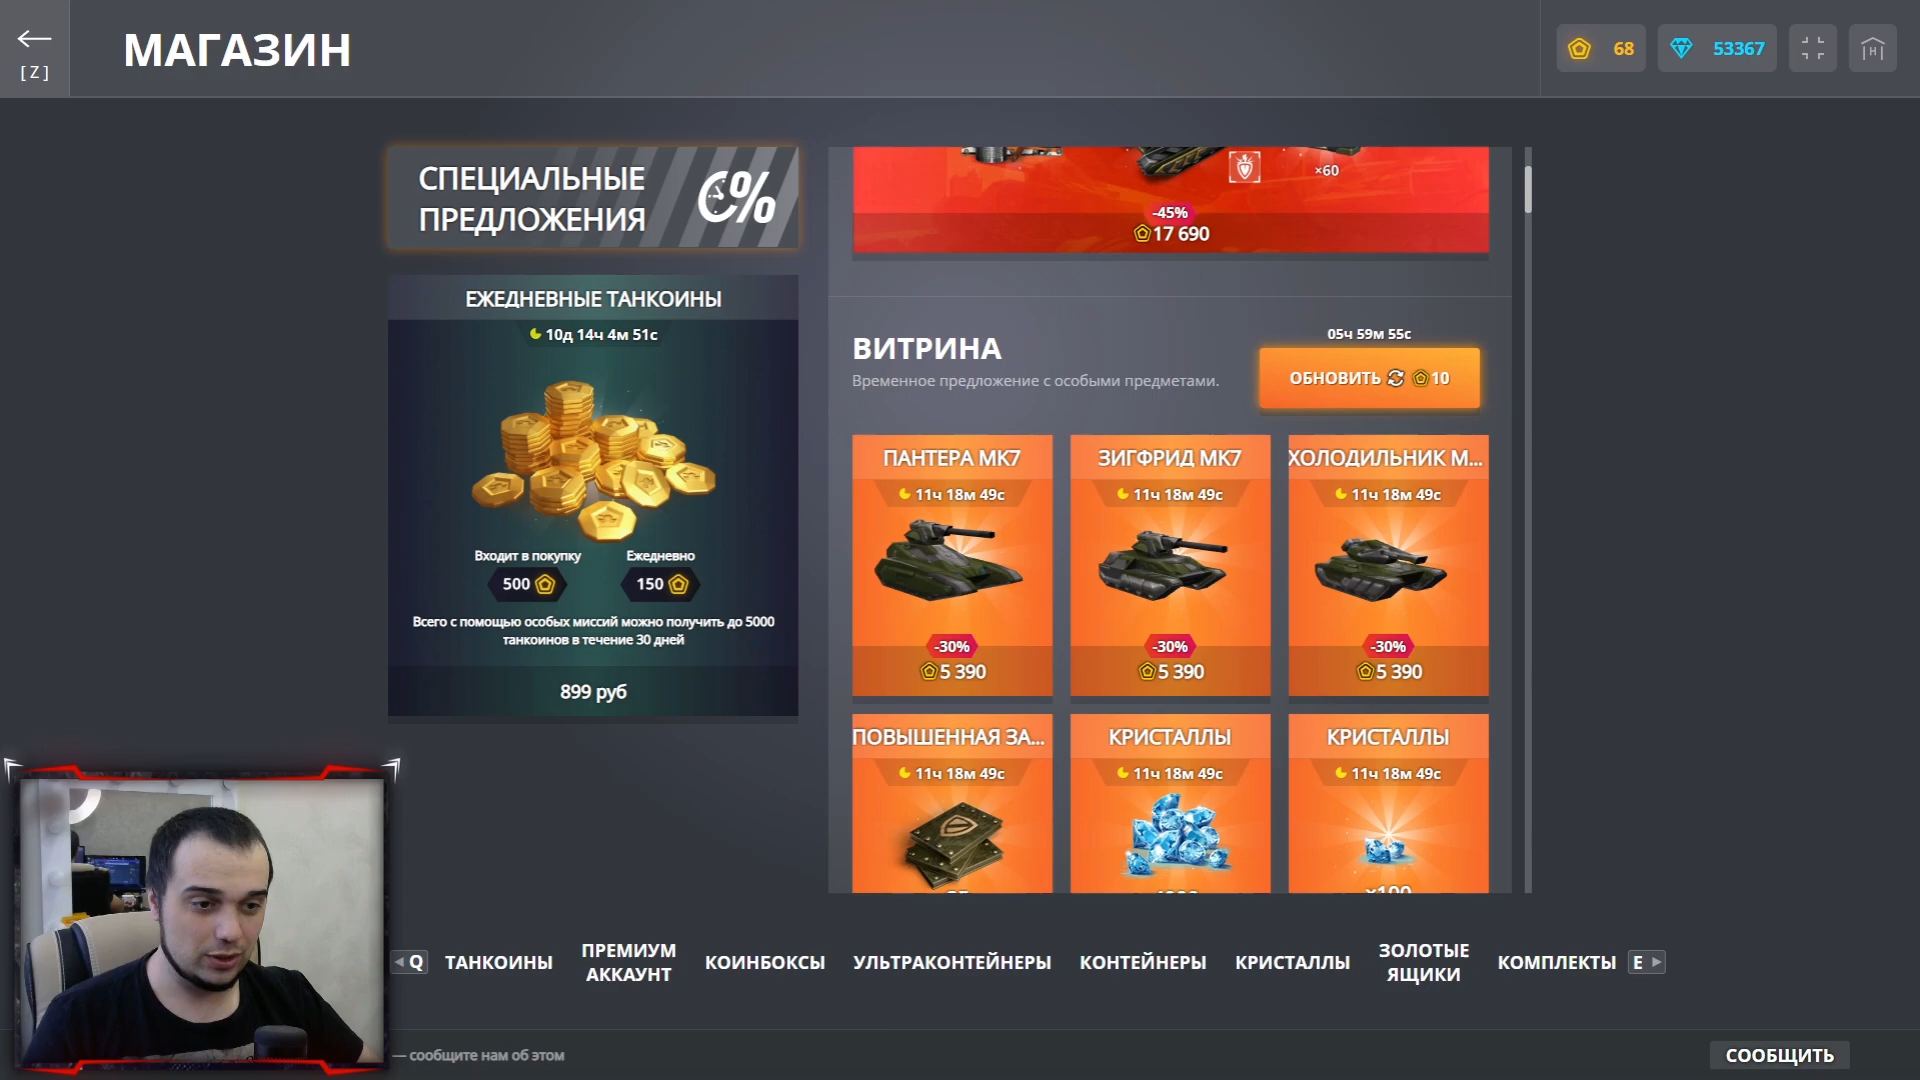 [Z]
МАГАЗИН
68
53367
СПЕЦИАЛЬНЫЕ
ПРЕДЛОЖЕНИЯ
%
ЕЖЕДНЕВНЫЕ ТАНКОИНЫ
10д 14ч 4м 51с
Входит в покупку
Ежедневно
500
150
Всего с помощью особых миссий можно получить до 5000
танкоинов в течение 30 дней
899 руб
×60
-45%
17 690
ВИТРИНА
Временное предложение с особыми предметами.
05ч 59м 55с
ОБНОВИТЬ 10
ПАНТЕРА МК7
11ч 18м 49с
-30%
5 390
ЗИГФРИД МК7
11ч 18м 49с
-30%
5 390
ХОЛОДИЛЬНИК М...
11ч 18м 49с
-30%
5 390
ПОВЫШЕННАЯ ЗА...
11ч 18м 49с
КРИСТАЛЛЫ
11ч 18м 49с
КРИСТАЛЛЫ
11ч 18м 49с
x100
Q
ТАНКОИНЫ
ПРЕМИУМ
АККАУНТ
КОИНБОКСЫ
УЛЬТРАКОНТЕЙНЕРЫ
КОНТЕЙНЕРЫ
КРИСТАЛЛЫ
ЗОЛОТЫЕ
ЯЩИКИ
КОМПЛЕКТЫ
E
— сообщите нам об этом
СООБЩИТЬ